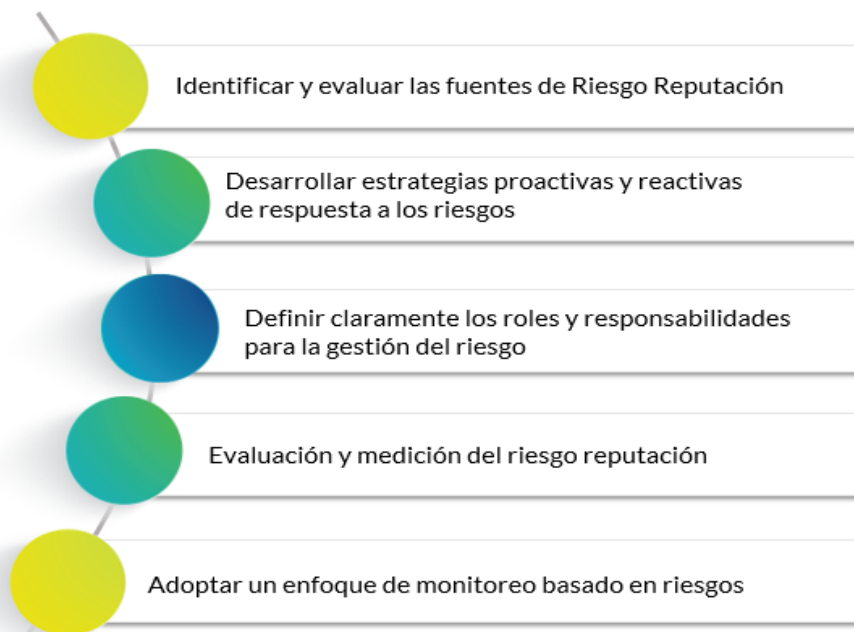 Identificar y evaluar las fuentes de Riesgo Reputación
Desarrollar estrategias proactivas y reactivas
de respuesta a los riesgos
Definir claramente los roles y responsabilidades
para la gestión del riesgo
Evaluación y medición del riesgo reputación
Adoptar un enfoque de monitoreo basado en riesgos